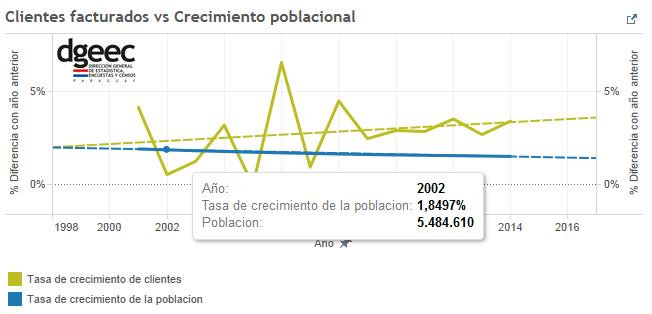 Clientes facturados vs Crecimiento poblacional
dgeec
DIRECCIÓN GENERAL
DE ESTADÍSTICA,
ENCUESTAS Y CENSOS
PARAGUAY
% Diferencia con año anterior
5%
0%
% Diferencia con año anterior
5%
0%
Año: 2002
Tasa de crecimiento de la poblacion: 1,8497%
Poblacion: 5.484.610
1998 2000 2002 2014 2016
Año
Tasa de crecimiento de clientes
Tasa de crecimiento de la poblacion